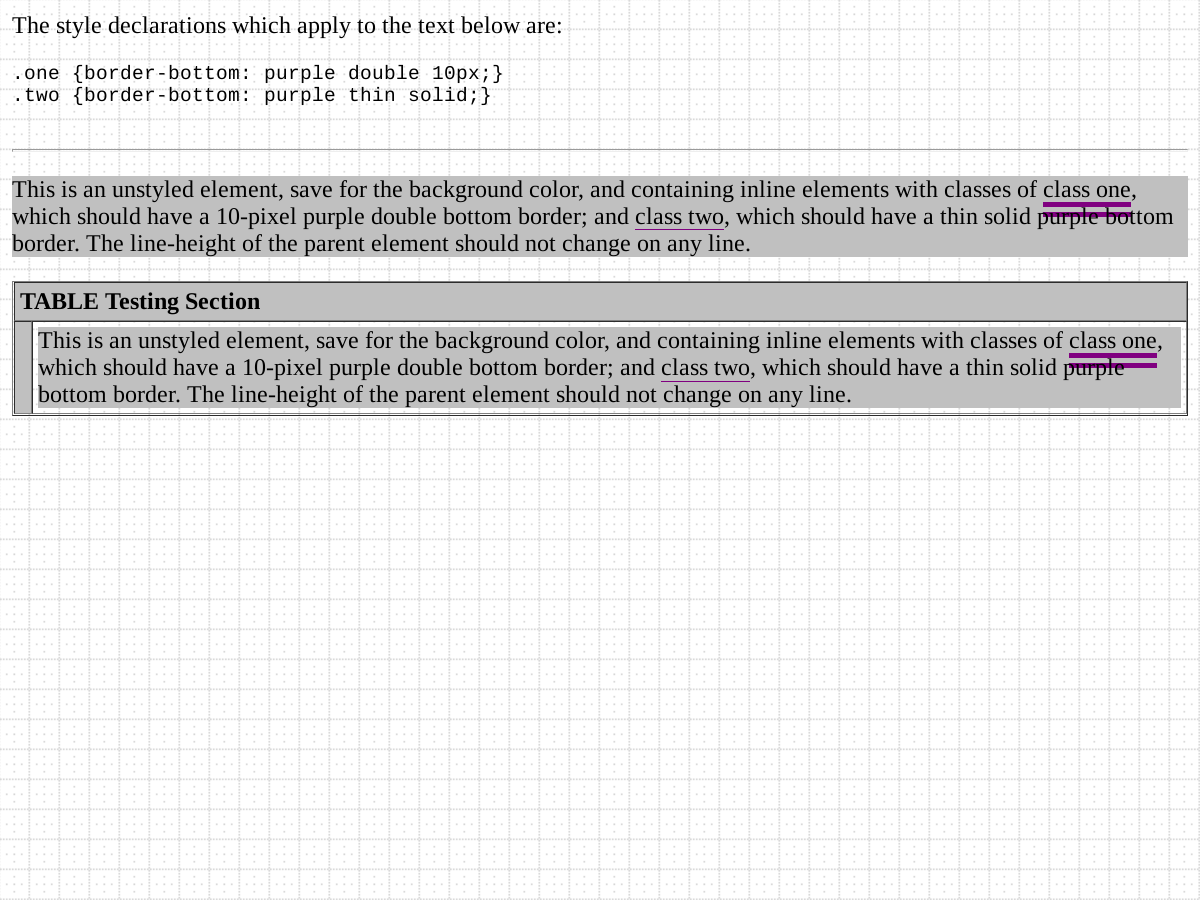 The style declarations which apply to the text below are:
.one {border-bottom: purple double 10px;}
.two {border-bottom: purple thin solid;}
This is an unstyled element, save for the background color, and containing inline elements with classes of class one,
which should have a 10-pixel purple double bottom border; and class two, which should have a thin solid purple bottom
border. The line-height of the parent element should not change on any line.
TABLE Testing Section
This is an unstyled element, save for the background color, and containing inline elements with classes of class one,
which should have a 10-pixel purple double bottom border; and class two, which should have a thin solid purple
bottom border. The line-height of the parent element should not change on any line.